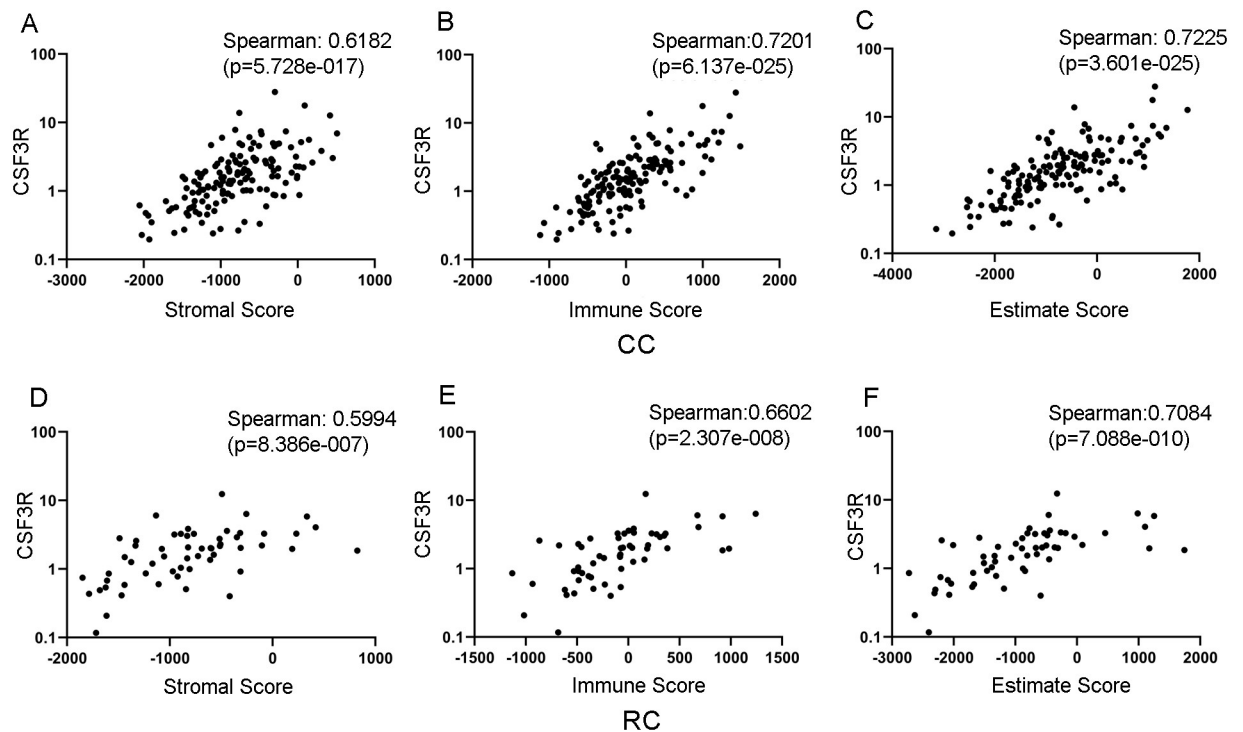 A
Spearman: 0.6182
(p=5.728e-017)
CSF3R
100
10
1
0.1
-3000
-2000
-1000
0
1000
Stromal Score
B
Spearman:0.7201
(p=6.137e-025)
CSF3R
100
10
1
0.1
-2000
-1000
0
1000
2000
Immune Score
C
Spearman: 0.7225
(p=3.601e-025)
CSF3R
100
10
1
0.1
-4000
-2000
0
2000
Estimate Score
CC
D
Spearman: 0.5994
(p=8.386e-007)
CSF3R
100
10
1
0.1
-2000
-1000
0
1000
Stromal Score
E
Spearman:0.6602
(p=2.307e-008)
CSF3R
100
10
1
0.1
-1500
-1000
-500
0
500
1000
1500
Immune Score
F
Spearman:0.7084
(p=7.088e-010)
CSF3R
100
10
1
0.1
-3000
-2000
-1000
0
1000
2000
Estimate Score
RC